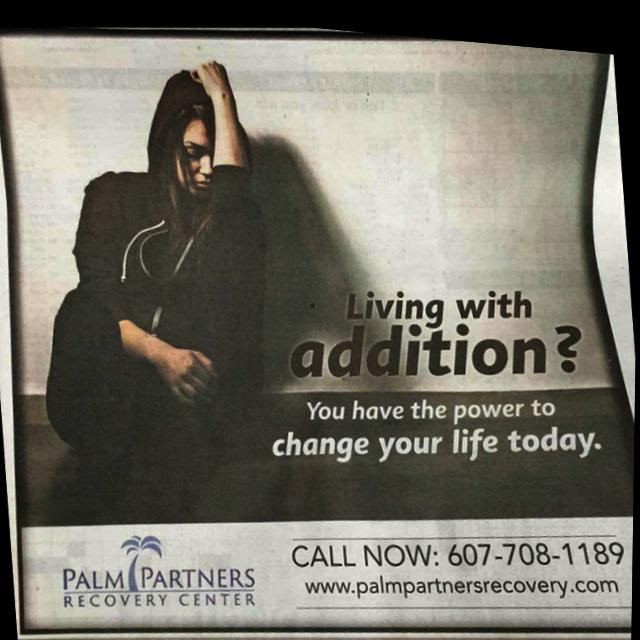 Living with
addition?
You have the power to
change your life today.
PALM PARTNERS
RECOVERY CENTER
CALL NOW: 607-708-1189
www.palmpartnersrecovery.com